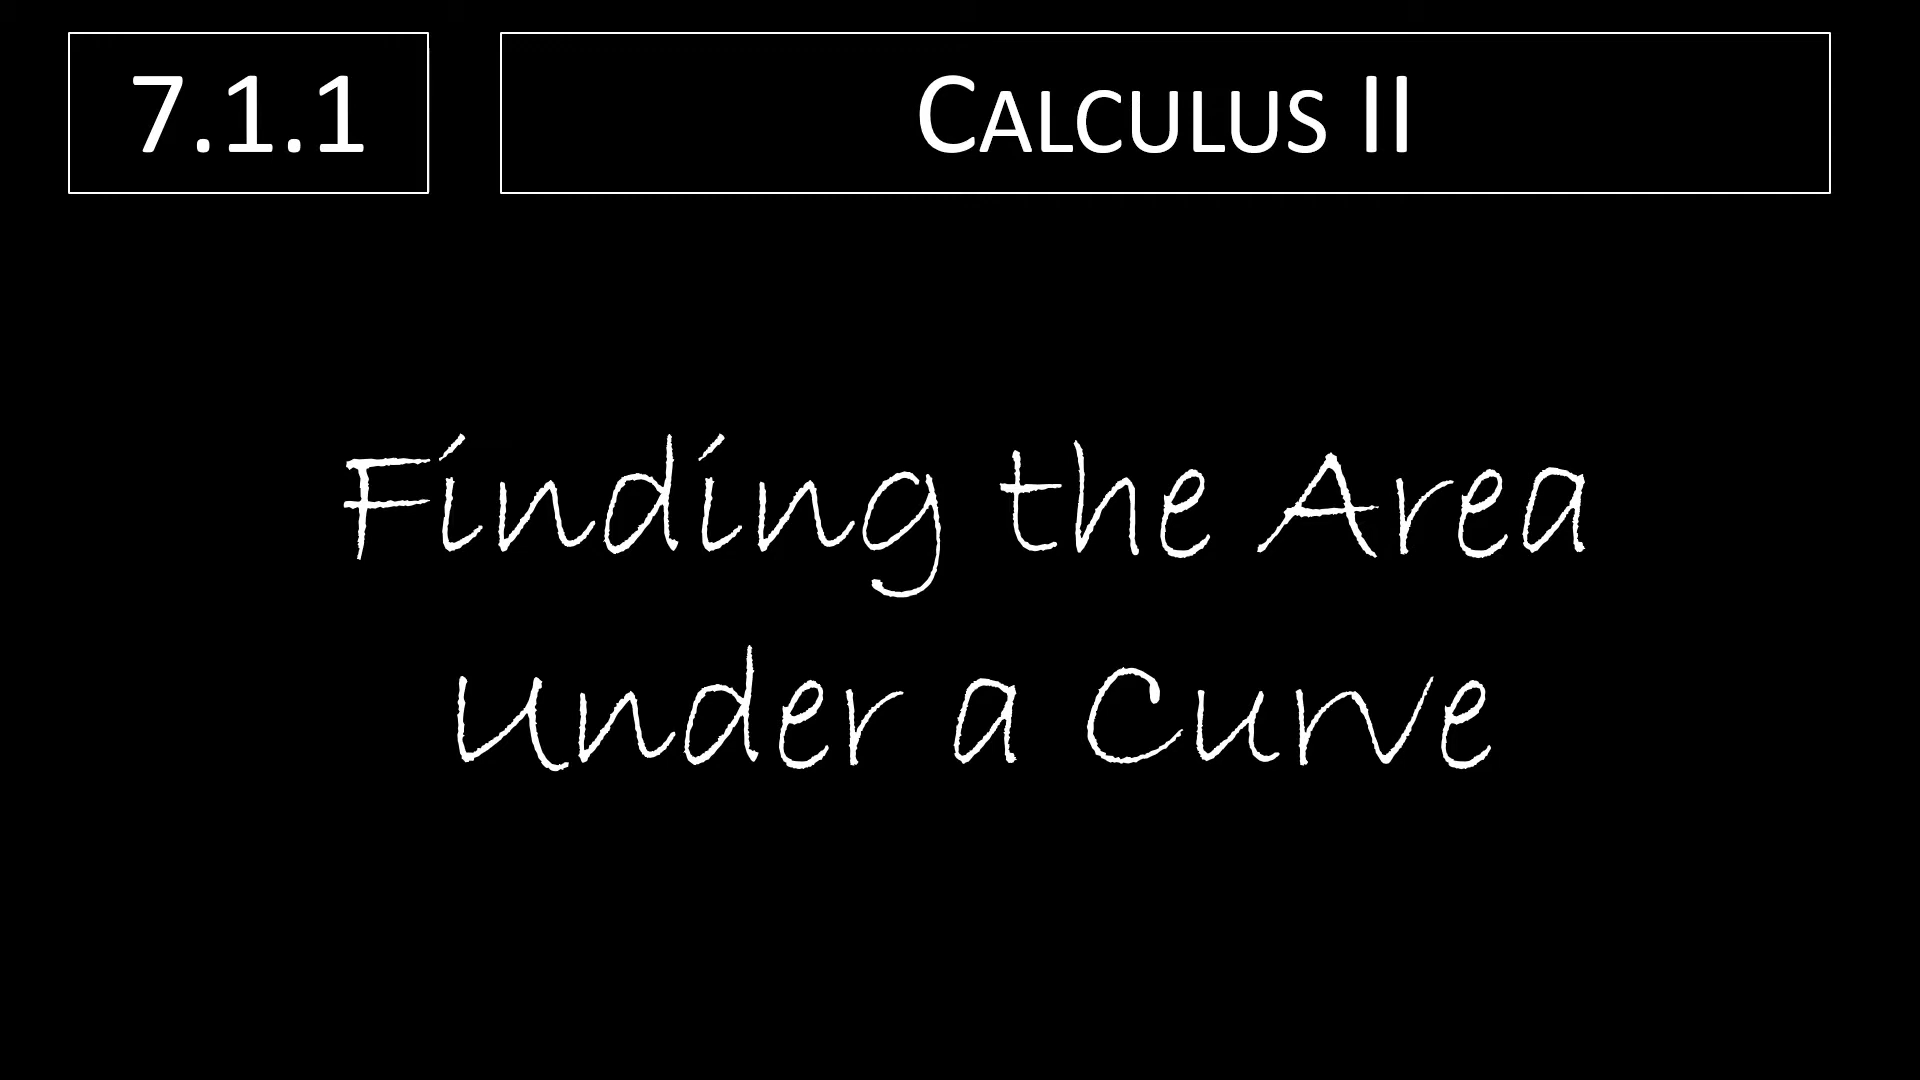 7.1.1
CALCULUS II
Finding the Area
Under a Curve